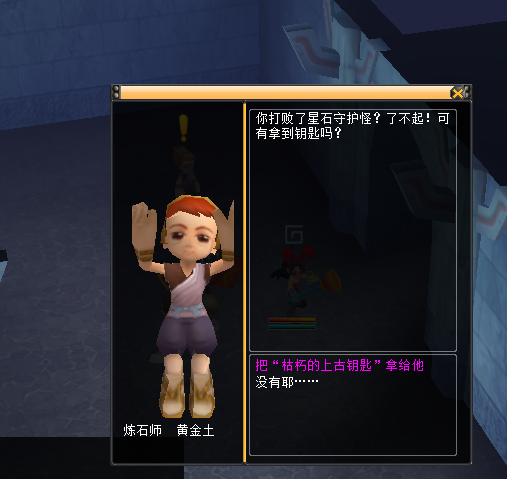 你打败了星石守护怪？了不起！可
有拿到钥匙吗？
把“枯朽的上古钥匙”拿给他
没有耶……
炼石师 黄金土